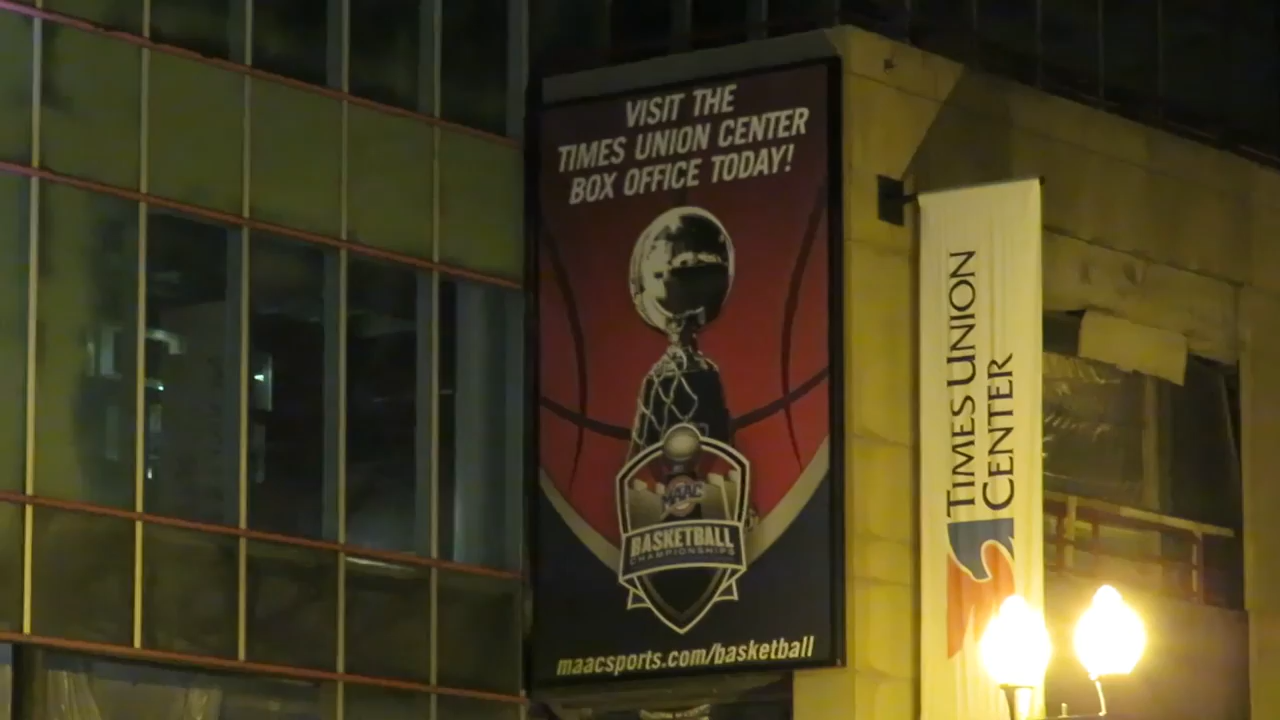 VISIT THE
TIMES UNION CENTER
BOX OFFICE TODAY!
MAAC
BASKETBALL
CHAMPIONSHIPS
maacsports.com/basketball
TIMES UNION
CENTER